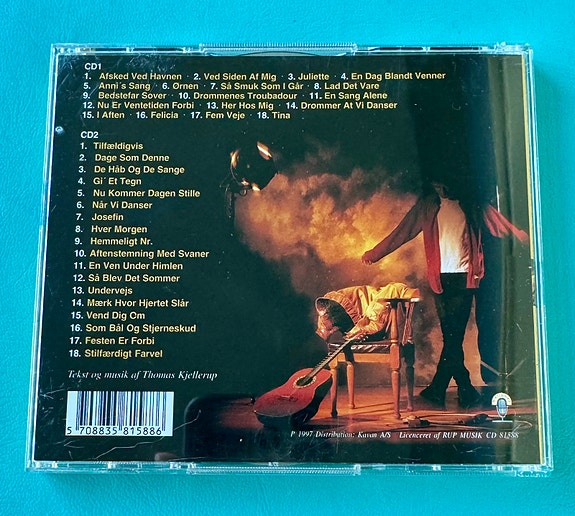 CD1
1. Afsked Ved Havnen · 2. Ved Siden Af Mig · 3. Juliette · 4. En Dag Blandt Venner
5. Anni´s Sang · 6. Ørnen · 7. Så Smuk Som I Går · 8. Lad Det Vare
9. Bedstefar Sover · 10. Drømmenes Troubadour · 11. En Sang Alene
12. Nu Er Ventetiden Forbi · 13. Her Hos Mig · 14. Drømmer At Vi Danser
15. I Aften · 16. Felicia · 17. Fem Veje · 18. Tina
CD2
1. Tilfældigvis
2. Dage Som Denne
3. De Håb Og De Sange
4. Gi´ Et Tegn
5. Nu Kommer Dagen Stille
6. Når Vi Danser
7. Josefin
8. Hver Morgen
9. Hemmeligt Nr.
10. Aftenstemning Med Svaner
11. En Ven Under Himlen
12. Så Blev Det Sommer
13. Undervejs
14. Mærk Hvor Hjertet Slår
15. Vend Dig Om
16. Som Bål Og Stjerneskud
17. Festen Er Forbi
18. Stilfærdigt Farvel
Tekst og musik af Thomas Kjellerup
5 708835 815886
P 1997 Distribution: Kavan A/S Licenceret af RUP MUSIK CD 81588